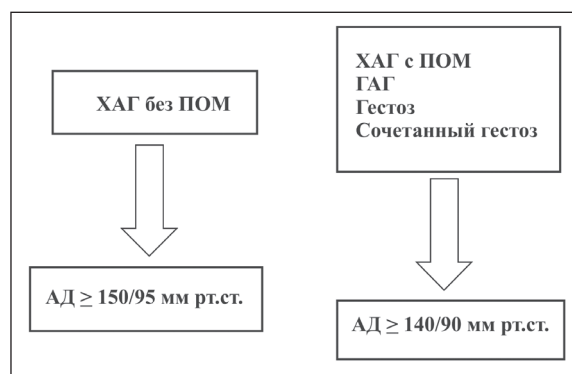 ХАГ без ПОМ
АД ≥ 150/95 мм рт.ст.
ХАГ с ПОМ
ГАГ
Гестоз
Сочетанный гестоз
АД ≥ 140/90 мм рт.ст.